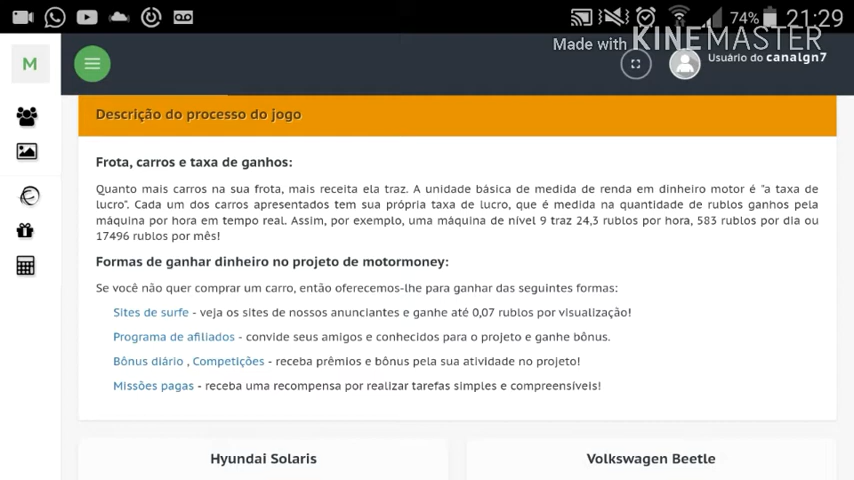 74% 21:29
Made with KINEMASTER
M
Usuário do canalgn7
Descrição do processo do jogo
Frota, carros e taxa de ganhos:
Quanto mais carros na sua frota, mais receita ela traz. A unidade básica de medida de renda em dinheiro motor é "a taxa de
lucro". Cada um dos carros apresentados tem sua própria taxa de lucro, que é medida na quantidade de rublos ganhos pela
máquina por hora em tempo real. Assim, por exemplo, uma máquina de nível 9 traz 24,3 rublos por hora, 583 rublos por dia ou
17496 rublos por mês!
Formas de ganhar dinheiro no projeto de motormoney:
Se você não quer comprar um carro, então oferecemos-lhe para ganhar das seguintes formas:
Sites de surfe - veja os sites de nossos anunciantes e ganhe até 0,07 rublos por visualização!
Programa de afiliados - convide seus amigos e conhecidos para o projeto e ganhe bônus.
Bônus diário , Competições - receba prêmios e bônus pela sua atividade no projeto!
Missões pagas - receba uma recompensa por realizar tarefas simples e compreensíveis!
Hyundai Solaris
Volkswagen Beetle